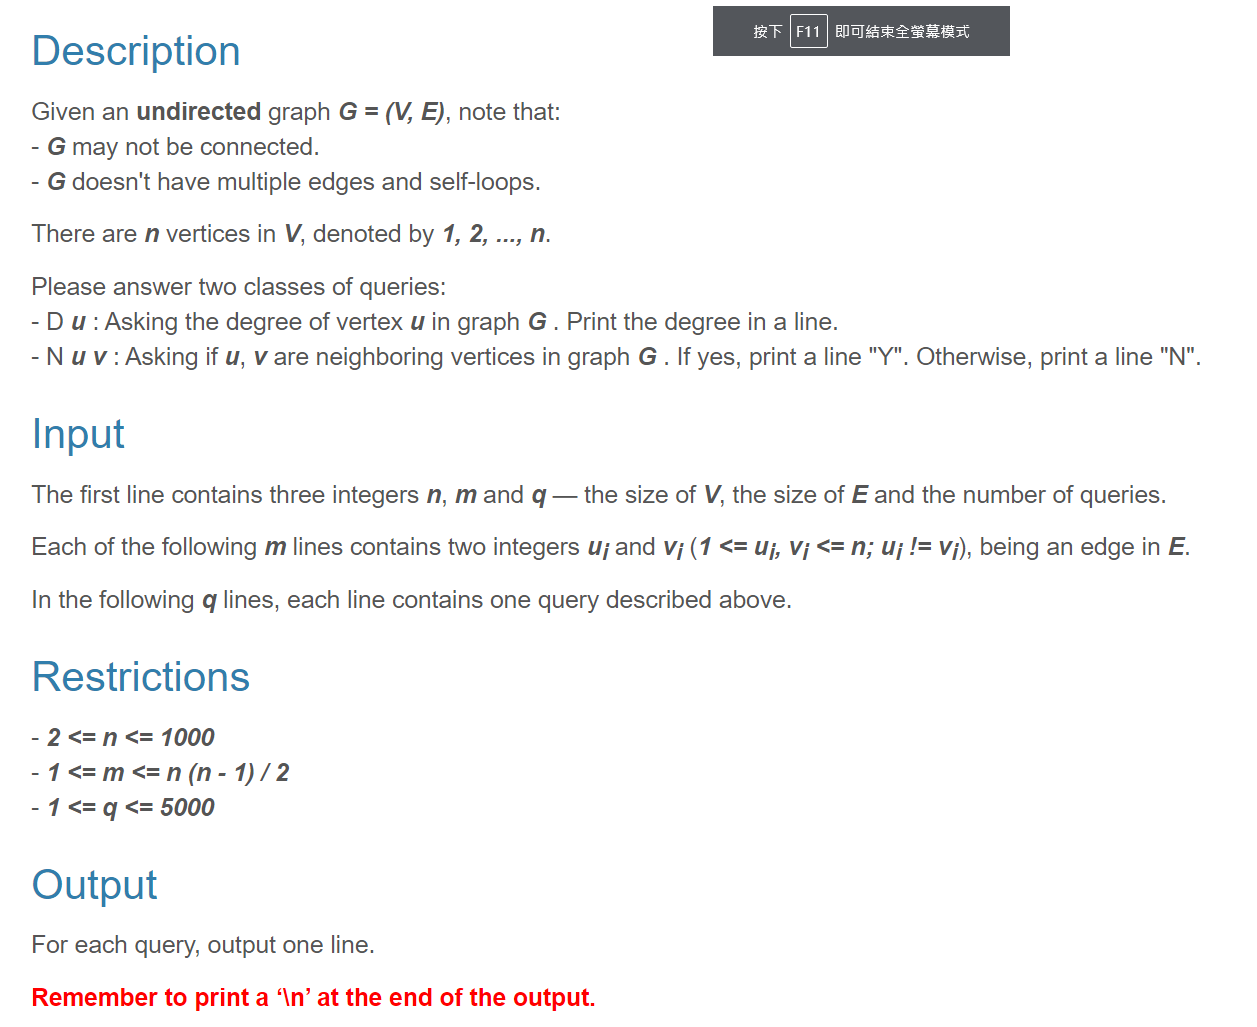 按下 F11 即可結束全螢幕模式
Description
Given an undirected graph G = (V, E), note that:
- G may not be connected.
- G doesn't have multiple edges and self-loops.
There are n vertices in V, denoted by 1, 2, ..., n.
Please answer two classes of queries:
- D u : Asking the degree of vertex u in graph G . Print the degree in a line.
- N u v : Asking if u, v are neighboring vertices in graph G . If yes, print a line "Y". Otherwise, print a line "N".
Input
The first line contains three integers n, m and q — the size of V, the size of E and the number of queries.
Each of the following m lines contains two integers ui and vi (1 <= ui, vi <= n; ui != vi), being an edge in E.
In the following q lines, each line contains one query described above.
Restrictions
- 2 <= n <= 1000
- 1 <= m <= n (n - 1) / 2
- 1 <= q <= 5000
Output
For each query, output one line.
Remember to print a ‘\n’ at the end of the output.